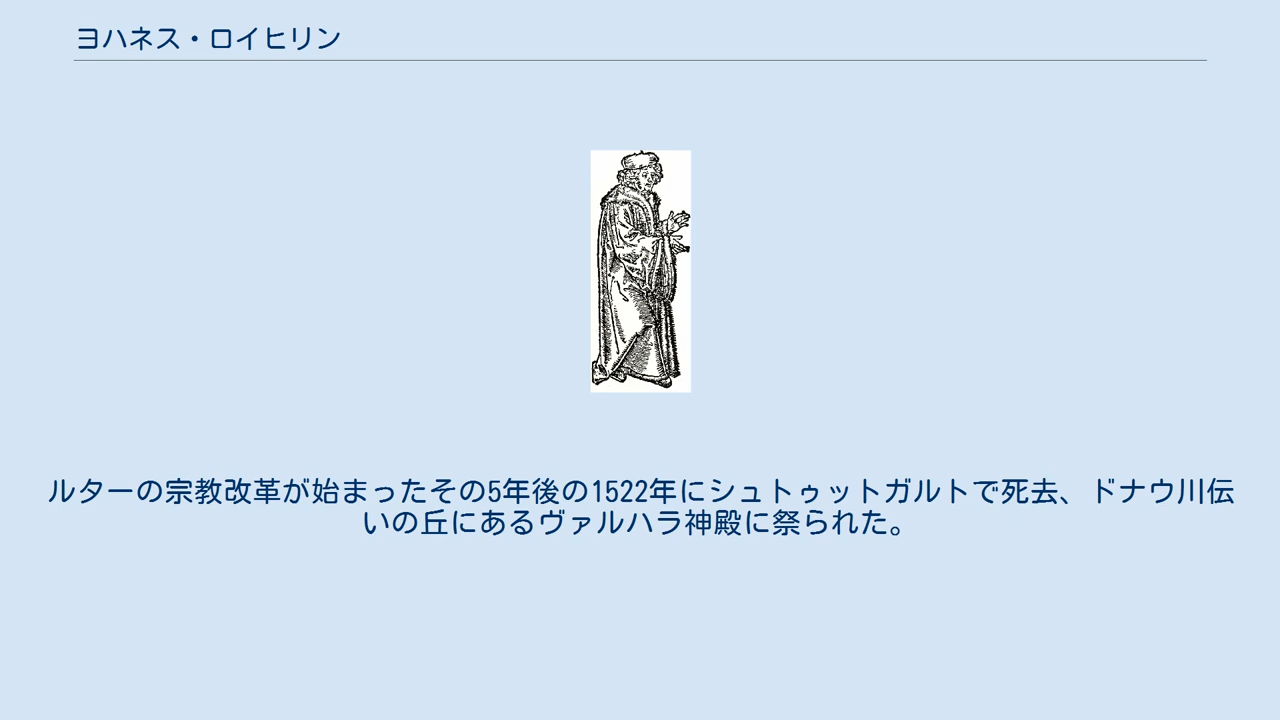 ヨハネス・ロイヒリン
ルターの宗教改革が始まったその5年後の1522年にシュトゥットガルトで死去、ドナウ川伝
いの丘にあるヴァルハラ神殿に祭られた。